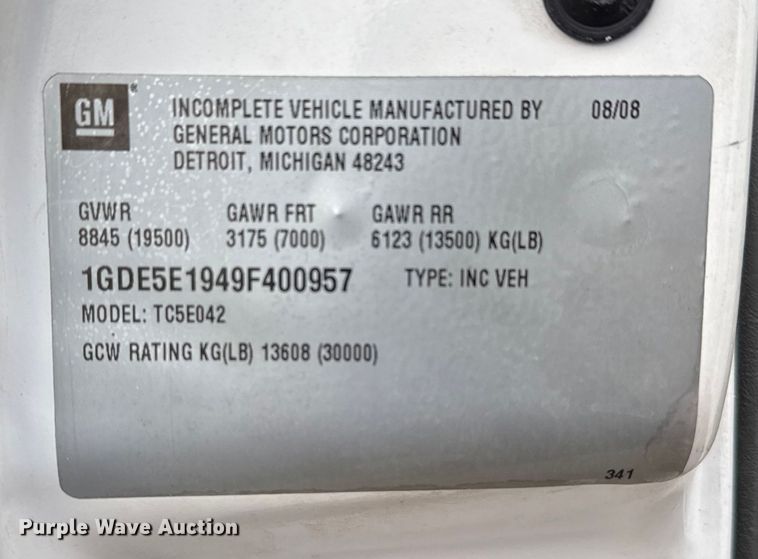 GM
INCOMPLETE VEHICLE MANUFACTURED BY 08/08
GENERAL MOTORS CORPORATION
DETROIT, MICHIGAN 48243
GVWR GAWR FRT GAWR RR
8845 (19500) 3175 (7000) 6123 (13500) KG(LB)
1GDE5E1949F400957 TYPE: INC VEH
MODEL: TC5E042
GCW RATING KG(LB) 13608 (30000)
341
Purple Wave Auction